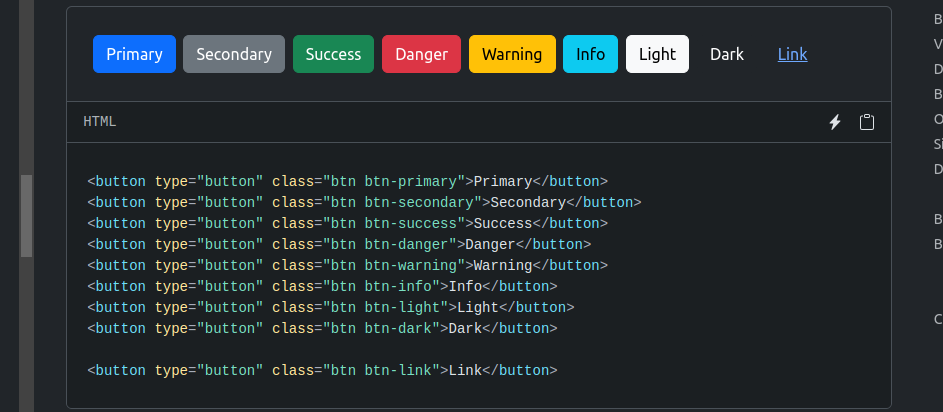 Primary Secondary Success Danger Warning Info Light Dark Link
HTML
<button type="button" class="btn btn-primary">Primary</button>
<button type="button" class="btn btn-secondary">Secondary</button>
<button type="button" class="btn btn-success">Success</button>
<button type="button" class="btn btn-danger">Danger</button>
<button type="button" class="btn btn-warning">Warning</button>
<button type="button" class="btn btn-info">Info</button>
<button type="button" class="btn btn-light">Light</button>
<button type="button" class="btn btn-dark">Dark</button>
<button type="button" class="btn btn-link">Link</button>